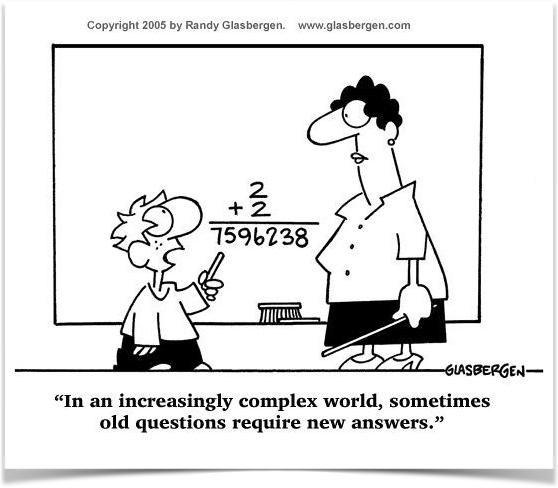 Copyright 2005 by Randy Glasbergen. www.glasbergen.com
2
+ 2
7596238
GLASBERGEN
“In an increasingly complex world, sometimes
old questions require new answers.”